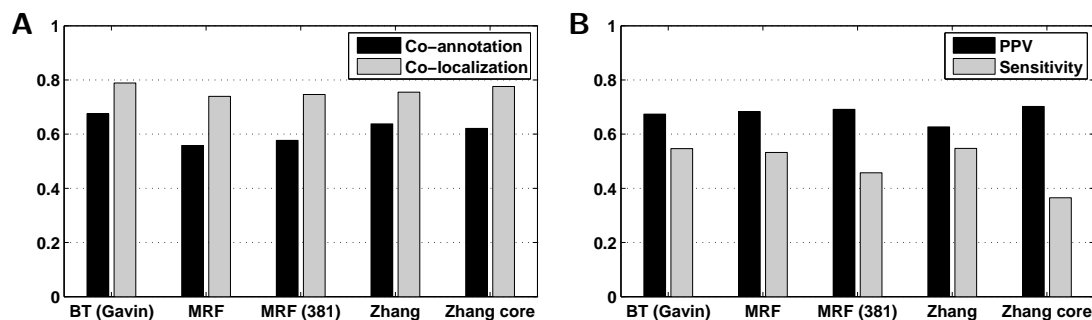 A
1
0.8
0.6
0.4
0.2
0
Co-annotation
Co-localization
BT (Gavin) MRF MRF (381) Zhang Zhang core
B
1
0.8
0.6
0.4
0.2
0
PPV
Sensitivity
BT (Gavin) MRF MRF (381) Zhang Zhang core